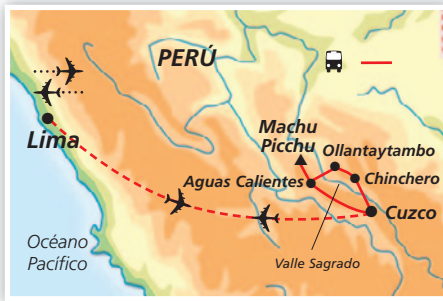 PERÚ
Lima
Machu
Picchu
Ollantaytambo
Aguas Calientes
Chinchero
Cuzco
Océano
Pacífico
Valle Sagrado